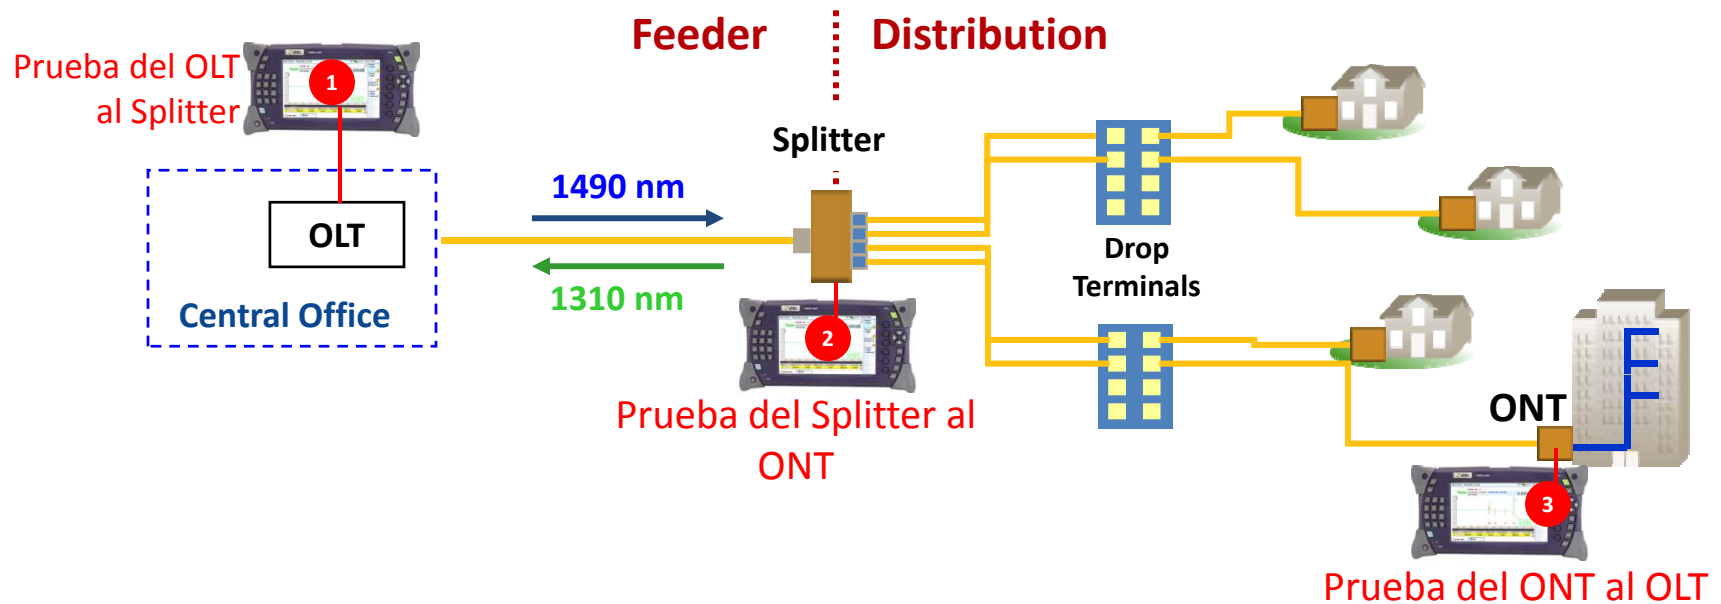 Feeder
Distribution
Prueba del OLT
al Splitter
1
Splitter
1490 nm
OLT
1310 nm
Central Office
Drop
Terminals
2
Prueba del Splitter al
ONT
ONT
3
Prueba del ONT al OLT